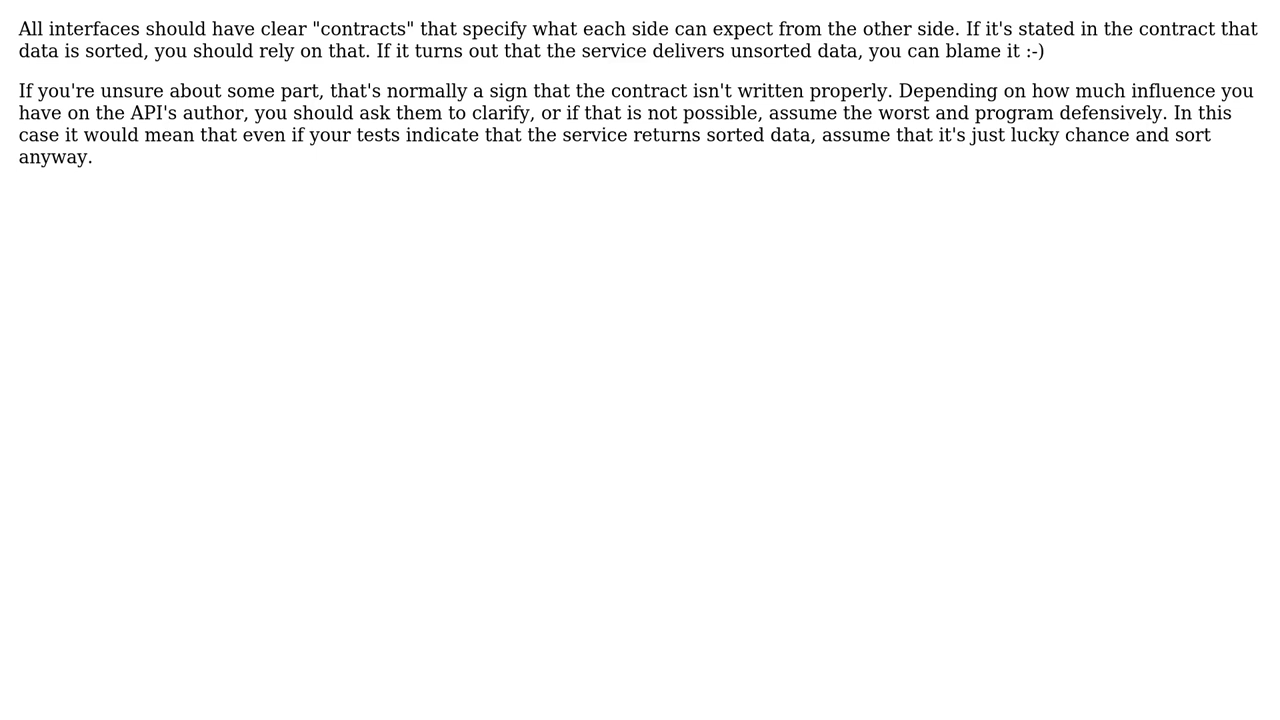 All interfaces should have clear "contracts" that specify what each side can expect from the other side. If it's stated in the contract that
data is sorted, you should rely on that. If it turns out that the service delivers unsorted data, you can blame it :-)
If you're unsure about some part, that's normally a sign that the contract isn't written properly. Depending on how much influence you
have on the API's author, you should ask them to clarify, or if that is not possible, assume the worst and program defensively. In this
case it would mean that even if your tests indicate that the service returns sorted data, assume that it's just lucky chance and sort
anyway.